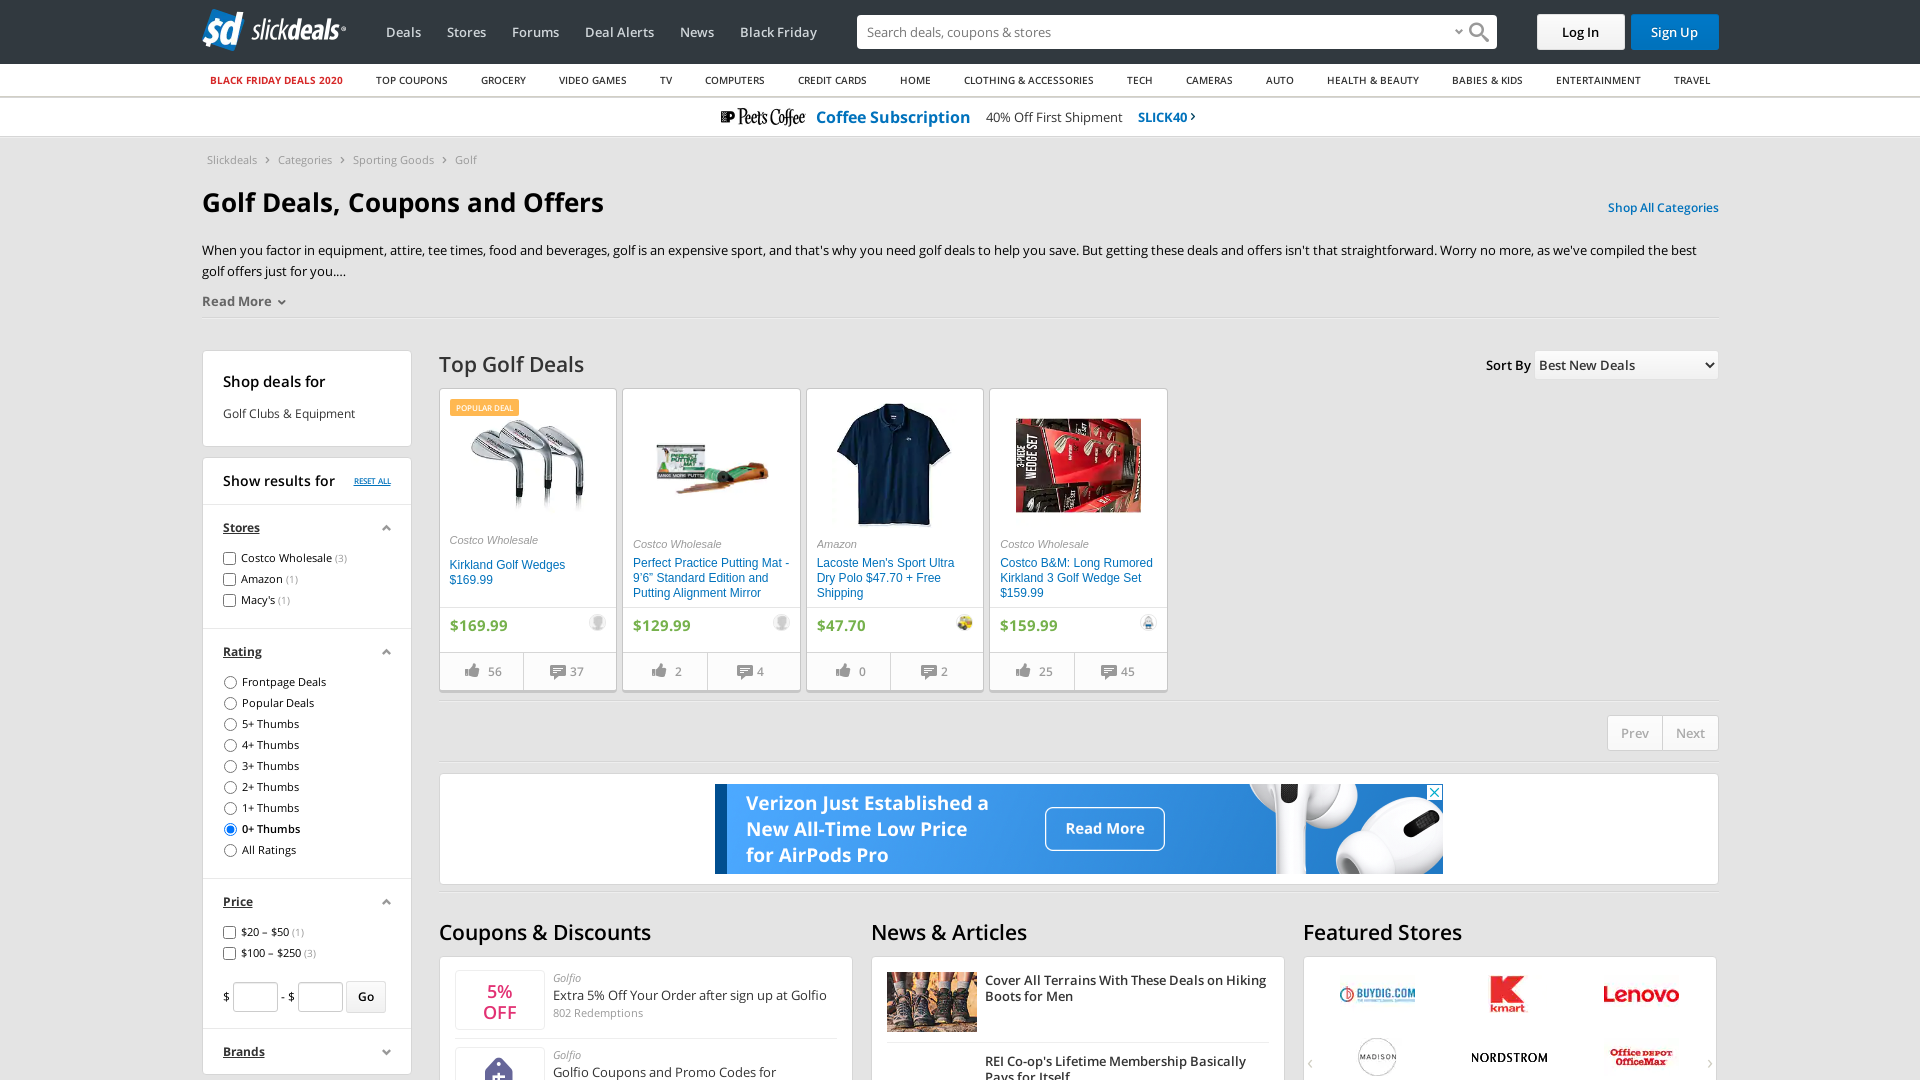 slickdeals
Deals
Stores
Forums
Deal Alerts
News
Black Friday
Search deals, coupons & stores
Log In
Sign Up
BLACK FRIDAY DEALS 2020
TOP COUPONS
GROCERY
VIDEO GAMES
TV
COMPUTERS
CREDIT CARDS
HOME
CLOTHING & ACCESSORIES
TECH
CAMERAS
AUTO
HEALTH & BEAUTY
BABIES & KIDS
ENTERTAINMENT
TRAVEL
Peet's Coffee Coffee Subscription 40% Off First Shipment SLICK40
Slickdeals > Categories > Sporting Goods > Golf
Golf Deals, Coupons and Offers
Shop All Categories
When you factor in equipment, attire, tee times, food and beverages, golf is an expensive sport, and that's why you need golf deals to help you save. But getting these deals and offers isn't that straightforward. Worry no more, as we've compiled the best
golf offers just for you....
Read More
Shop deals for
Golf Clubs & Equipment
Show results for
RESET ALL
Stores
Costco Wholesale (3)
Amazon (1)
Macy's (1)
Rating
Frontpage Deals
Popular Deals
5+ Thumbs
4+ Thumbs
3+ Thumbs
2+ Thumbs
1+ Thumbs
0+ Thumbs
All Ratings
Price
$20 – $50 (1)
$100 – $250 (3)
$ - $ Go
Brands
Top Golf Deals
Sort By Best New Deals
POPULAR DEAL
Costco Wholesale
Kirkland Golf Wedges
$169.99
$169.99
56
37
PERFECT
PUTTING MAT
Costco Wholesale
Perfect Practice Putting Mat -
9’6” Standard Edition and
Putting Alignment Mirror
$129.99
2
4
Amazon
Lacoste Men's Sport Ultra
Dry Polo $47.70 + Free
Shipping
$47.70
0
2
3-PIECE
WEDGE SET
Costco Wholesale
Costco B&M: Long Rumored
Kirkland 3 Golf Wedge Set
$159.99
$159.99
25
45
Prev
Next
Verizon Just Established a
New All-Time Low Price
for AirPods Pro
Read More
Coupons & Discounts
5%
OFF
Golfio
Extra 5% Off Your Order after sign up at Golfio
802 Redemptions
Golfio
Golfio Coupons and Promo Codes for
News & Articles
Cover All Terrains With These Deals on Hiking
Boots for Men
REI Co-op's Lifetime Membership Basically
Pays for Itself
Featured Stores
BUYDIG.COM
kmart
Lenovo
MADISON
NORDSTROM
Office DEPOT
OfficeMax